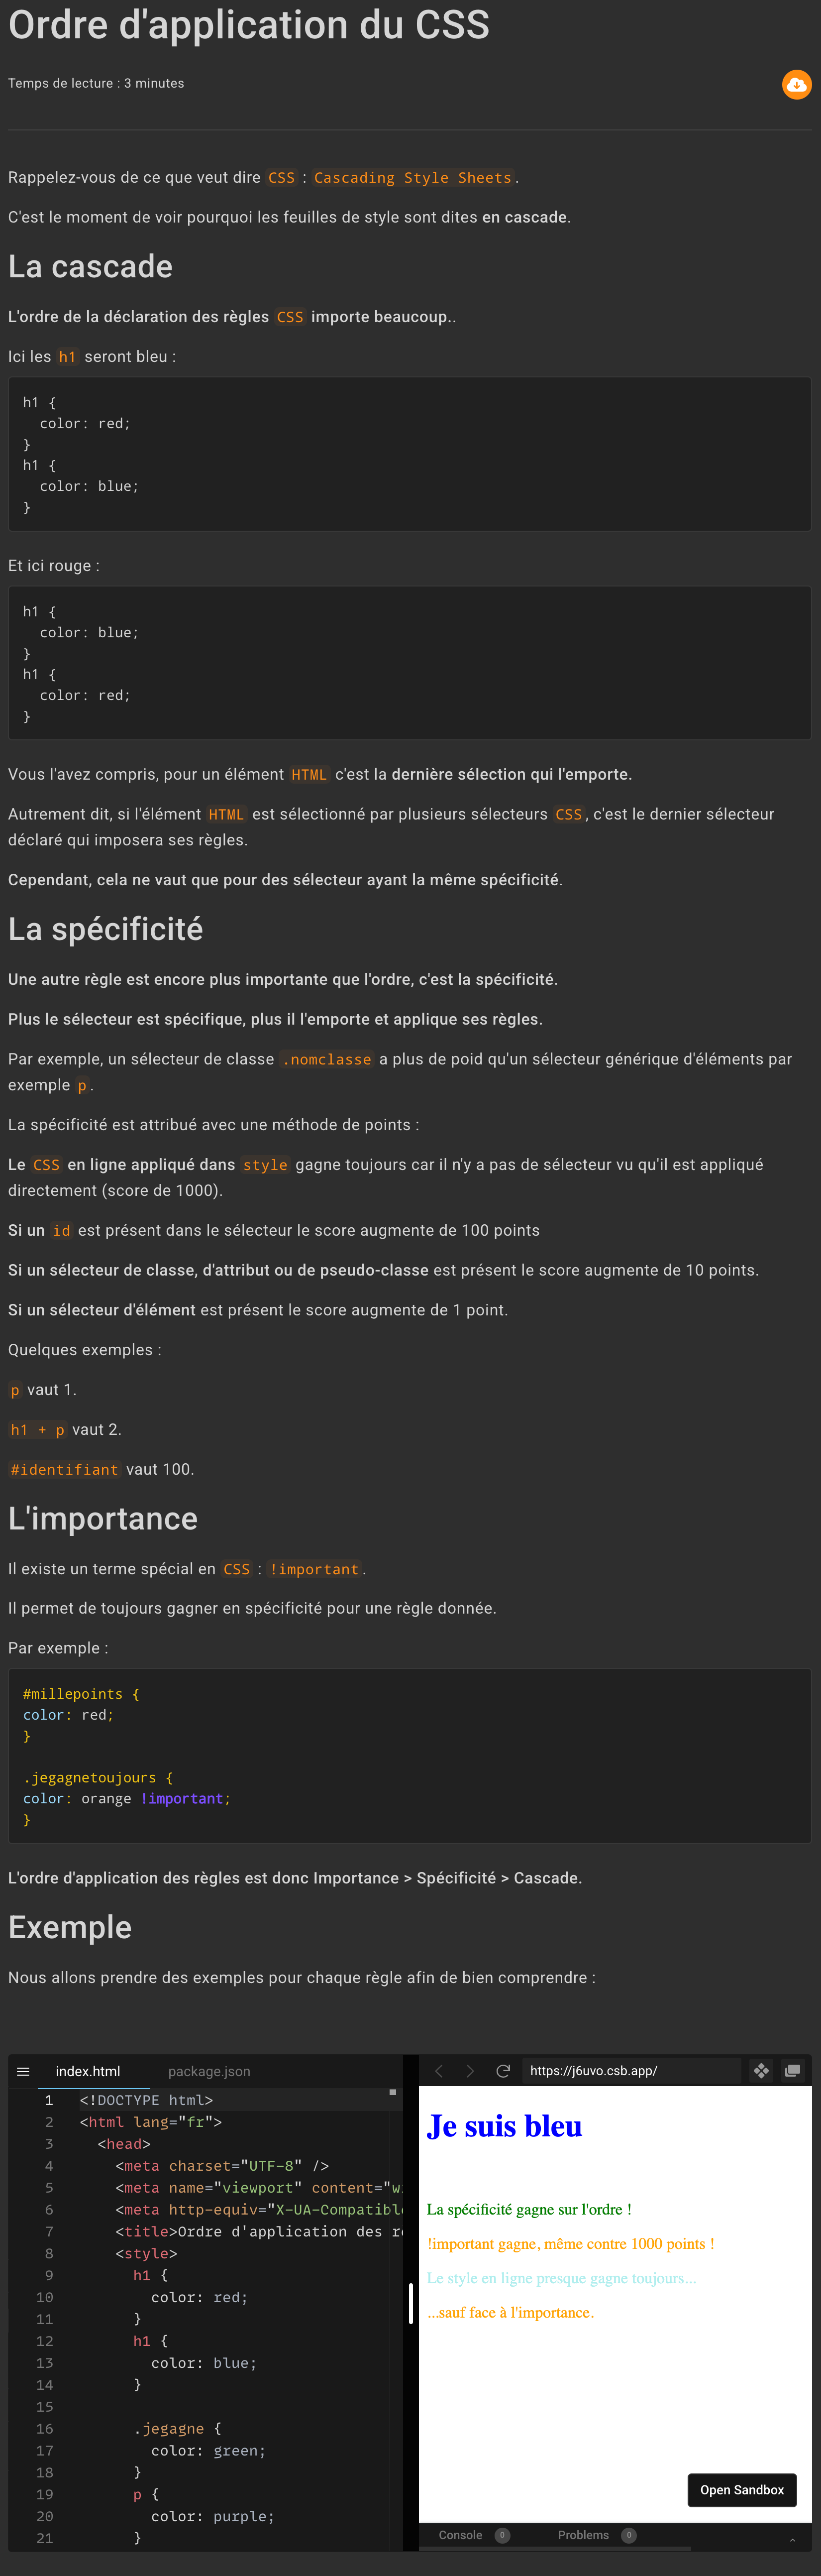 Ordre d'application du CSS
Temps de lecture : 3 minutes
Rappelez-vous de ce que veut dire CSS : Cascading Style Sheets.
C'est le moment de voir pourquoi les feuilles de style sont dites en cascade.
La cascade
L'ordre de la déclaration des règles CSS importe beaucoup..
Ici les h1 seront bleu :
h1 {
  color: red;
}
h1 {
  color: blue;
}
Et ici rouge :
h1 {
  color: blue;
}
h1 {
  color: red;
}
Vous l'avez compris, pour un élément HTML c'est la dernière sélection qui l'emporte.
Autrement dit, si l'élément HTML est sélectionné par plusieurs sélecteurs CSS, c'est le dernier sélecteur
déclaré qui imposera ses règles.
Cependant, cela ne vaut que pour des sélecteur ayant la même spécificité.
La spécificité
Une autre règle est encore plus importante que l'ordre, c'est la spécificité.
Plus le sélecteur est spécifique, plus il l'emporte et applique ses règles.
Par exemple, un sélecteur de classe .nomclasse a plus de poid qu'un sélecteur générique d'éléments par
exemple p.
La spécificité est attribué avec une méthode de points :
Le CSS en ligne appliqué dans style gagne toujours car il n'y a pas de sélecteur vu qu'il est appliqué
directement (score de 1000).
Si un id est présent dans le sélecteur le score augmente de 100 points
Si un sélecteur de classe, d'attribut ou de pseudo-classe est présent le score augmente de 10 points.
Si un sélecteur d'élément est présent le score augmente de 1 point.
Quelques exemples :
p vaut 1.
h1 + p vaut 2.
#identifiant vaut 100.
L'importance
Il existe un terme spécial en CSS : !important.
Il permet de toujours gagner en spécificité pour une règle donnée.
Par exemple :
#millepoints {
color: red;
}
.jegagnetoujours {
color: orange !important;
}
L'ordre d'application des règles est donc Importance > Spécificité > Cascade.
Exemple
Nous allons prendre des exemples pour chaque règle afin de bien comprendre :
index.html package.json
1 <!DOCTYPE html>
2 <html lang="fr">
3 <head>
4 <meta charset="UTF-8" />
5 <meta name="viewport" content="w
6 <meta http-equiv="X-UA-Compatible
7 <title>Ordre d'application des r
8 <style>
9 h1 {
10 color: red;
11 }
12 h1 {
13 color: blue;
14 }
15
16 .jegagne {
17 color: green;
18 }
19 p {
20 color: purple;
21 }
https://j6uvo.csb.app/
Je suis bleu
La spécificité gagne sur l'ordre !
!important gagne, même contre 1000 points !
Le style en ligne presque gagne toujours...
...sauf face à l'importance.
Open Sandbox
Console 0 Problems 0